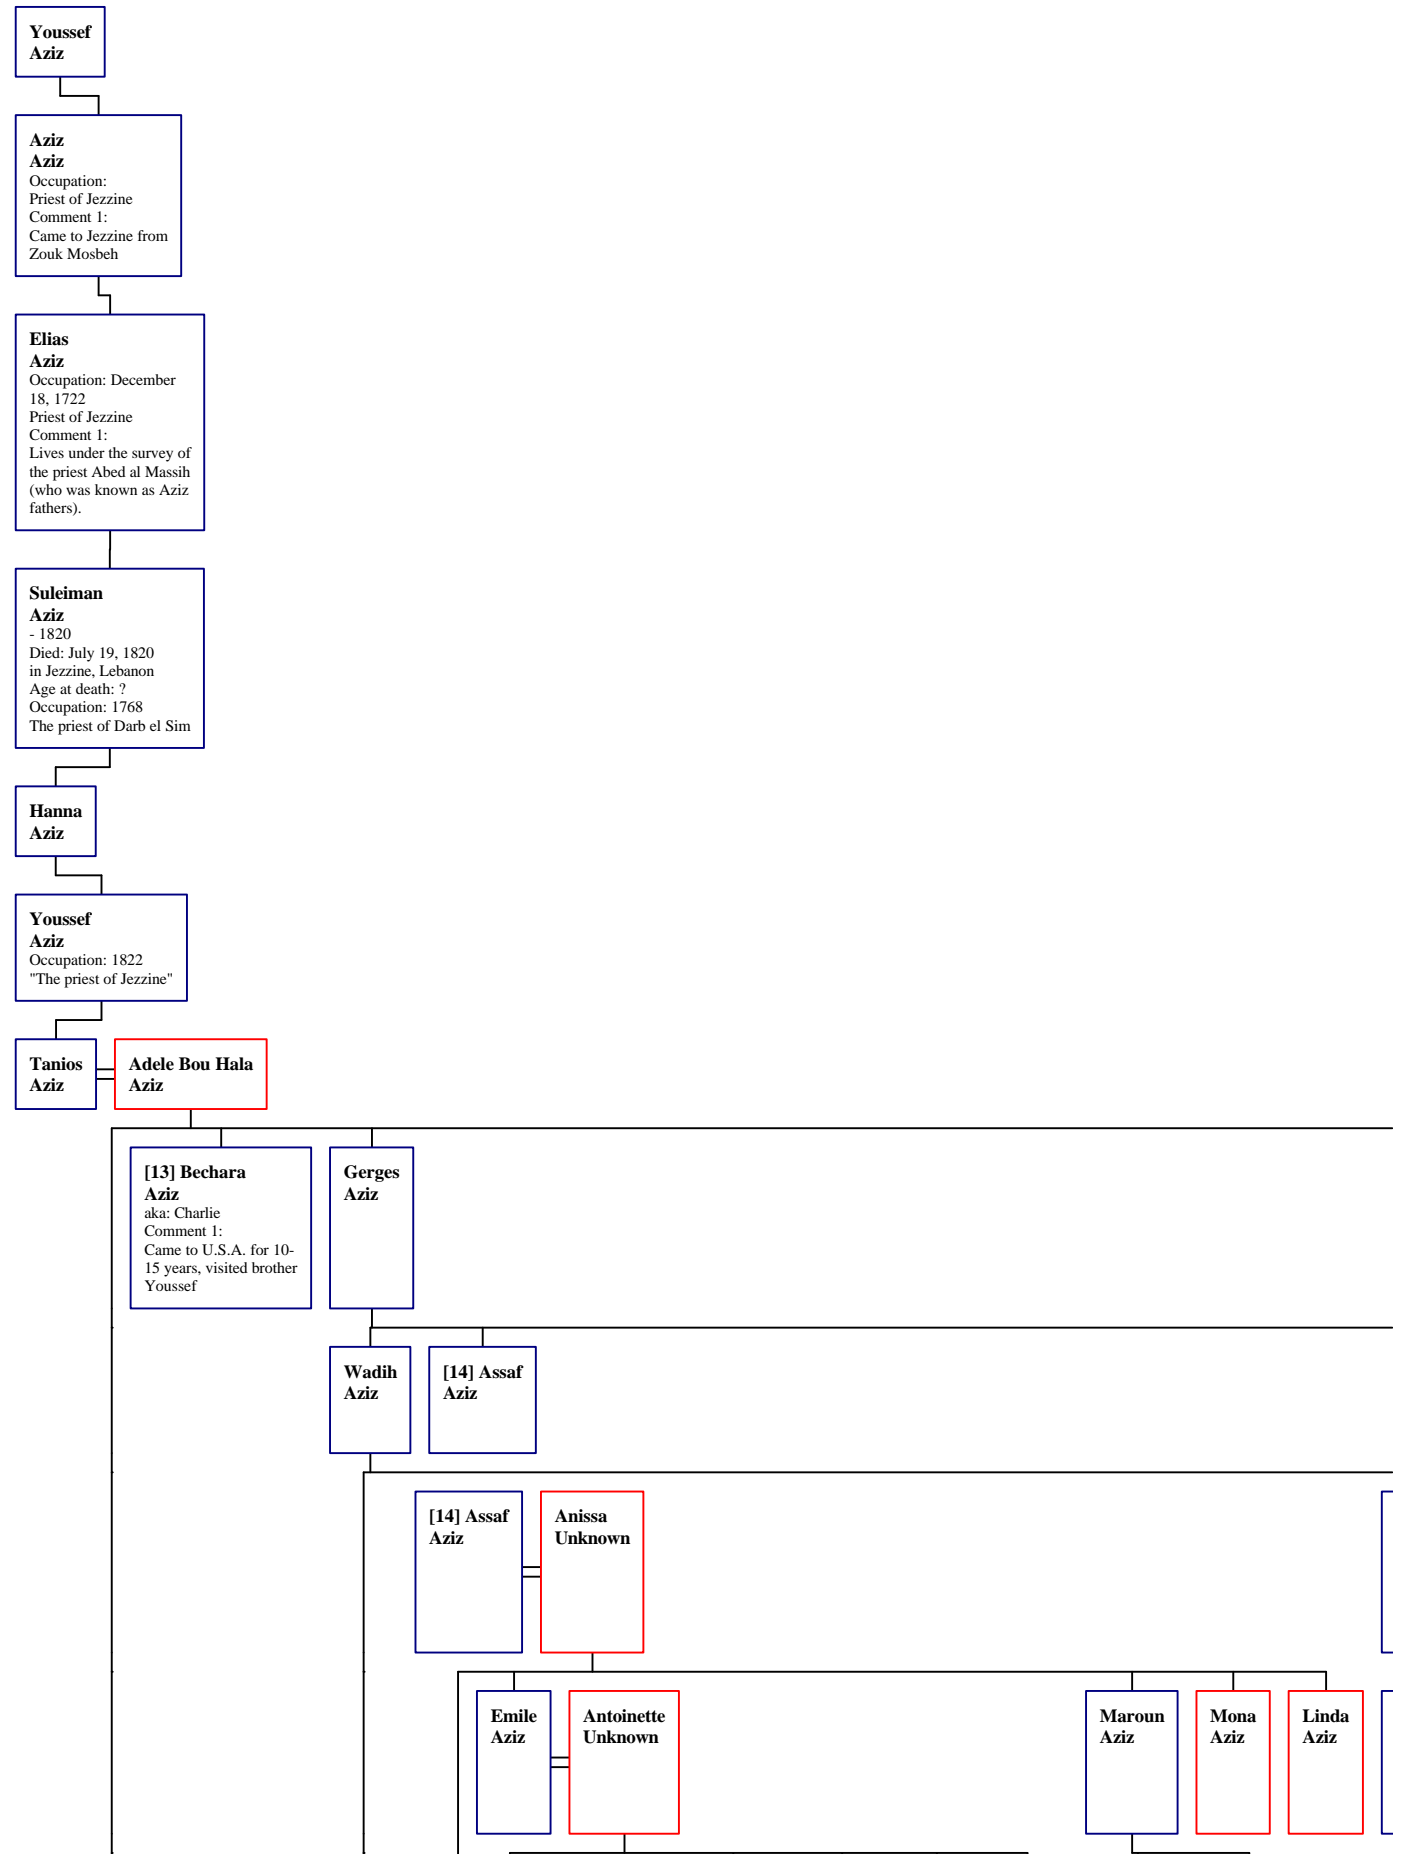 Youssef
Aziz
Aziz
Aziz
Occupation:
Priest of Jezzine
Comment 1:
Came to Jezzine from
Zouk Mosbeh
Elias
Aziz
Occupation: December
18, 1722
Priest of Jezzine
Comment 1:
Lives under the survey of
the priest Abed al Massih
(who was known as Aziz
fathers).
Suleiman
Aziz
- 1820
Died: July 19, 1820
in Jezzine, Lebanon
Age at death: ?
Occupation: 1768
The priest of Darb el Sim
Hanna
Aziz
Youssef
Aziz
Occupation: 1822
"The priest of Jezzine"
Tanios
Aziz
Adele Bou Hala
Aziz
[13] Bechara
Aziz
aka: Charlie
Comment 1:
Came to U.S.A. for 10-
15 years, visited brother
Youssef
Gerges
Aziz
Wadih
Aziz
[14] Assaf
Aziz
[14] Assaf
Aziz
Anissa
Unknown
Emile
Aziz
Antoinette
Unknown
Maroun
Aziz
Mona
Aziz
Linda
Aziz